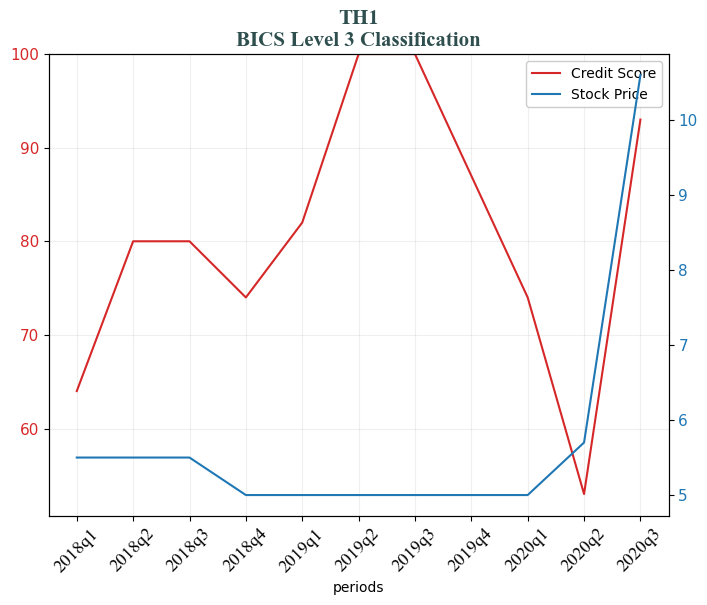 TH1
BICS Level 3 Classification
100
90
80
70
60
Credit Score
Stock Price
10
9
8
7
6
5
2018q1
2018q2
2018q3
2018q4
2019q1
2019q2
2019q3
2019q4
2020q1
2020q2
2020q3
periods